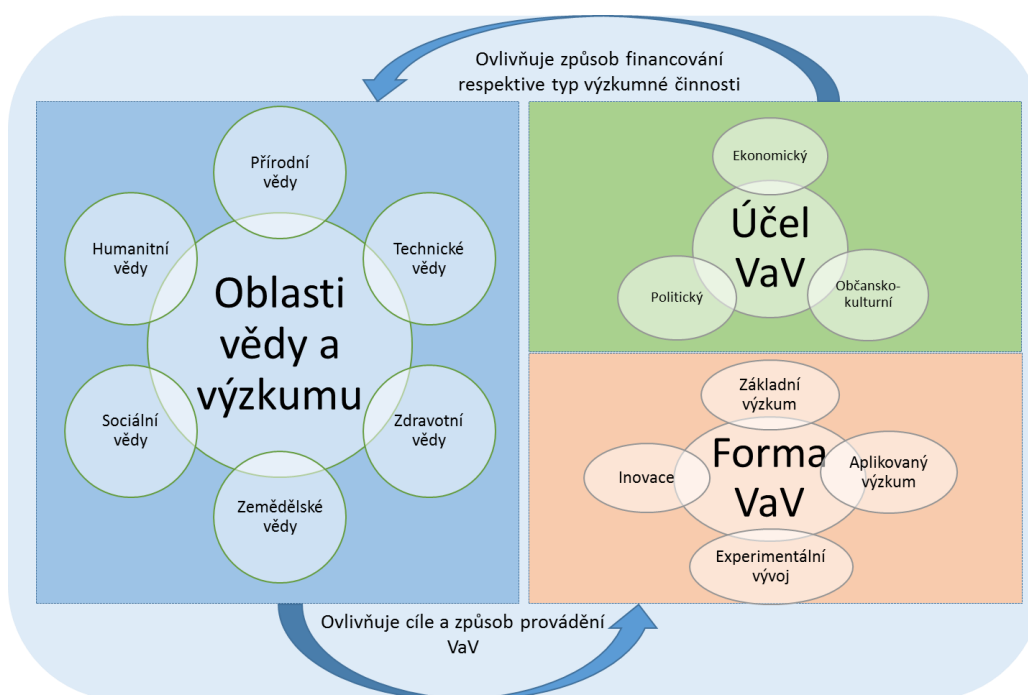 Ovlivňuje způsob financování
respektive typ výzkumné činnosti
Přírodní
vědy
Humanitní
vědy
Technické
vědy
Oblasti
vědy a
výzkumu
Sociální
vědy
Zdravotní
vědy
Zemědělské
vědy
Ekonomický
Účel
VaV
Politický
Občansko-
kulturní
Základní
výzkum
Forma
VaV
Inovace
Aplikovaný
výzkum
Experimentální
vývoj
Ovlivňuje cíle a způsob provádění
VaV